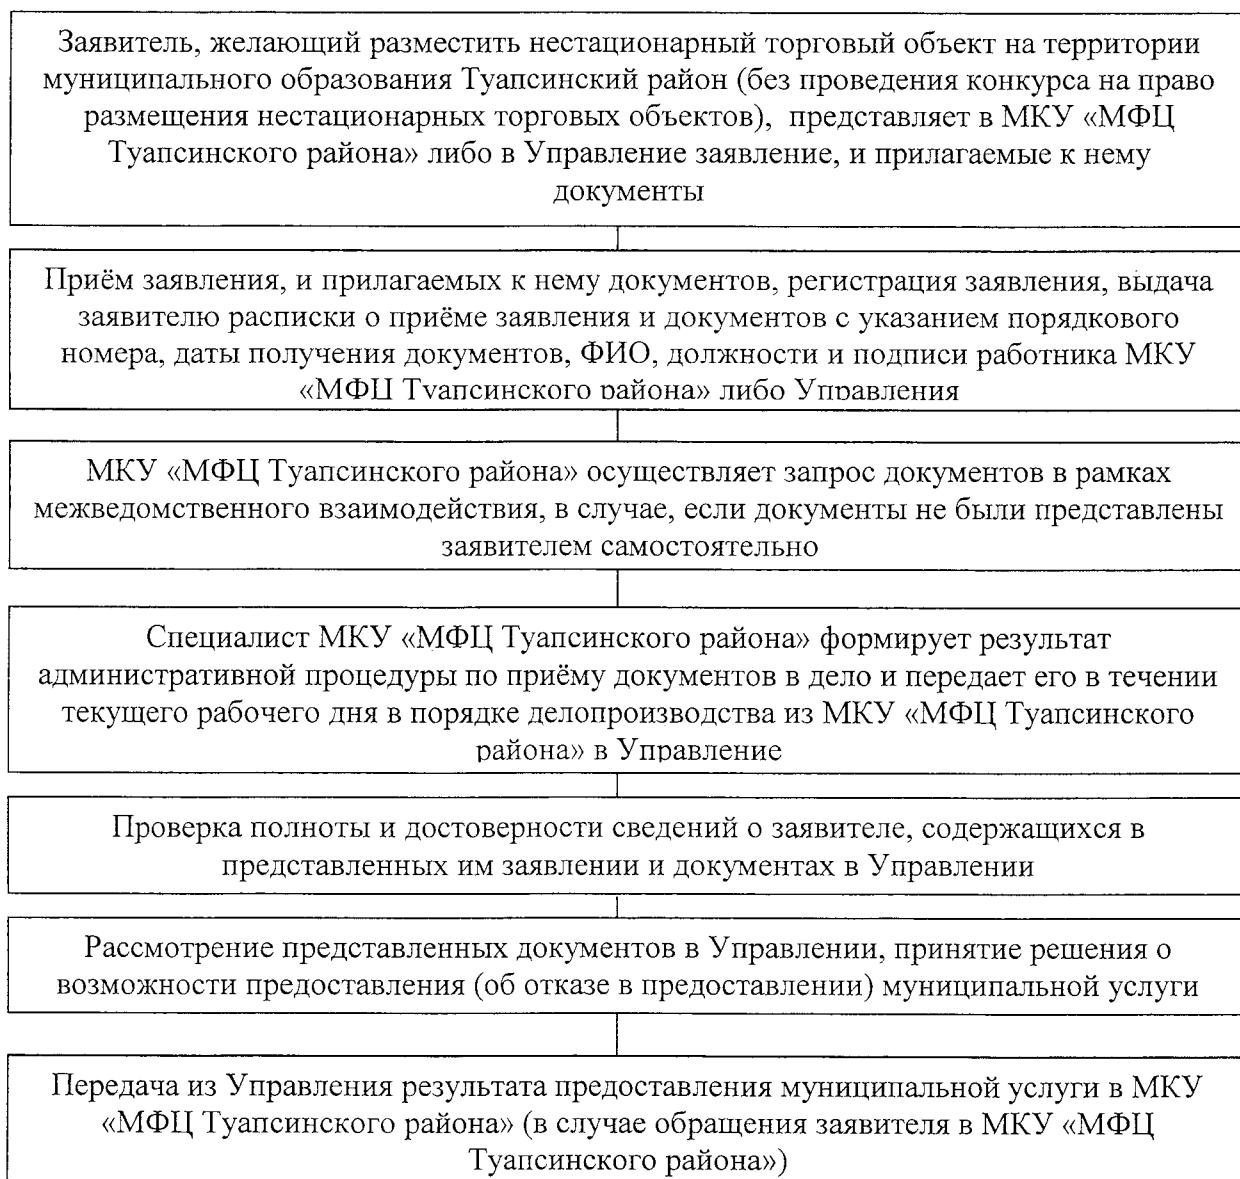 Заявитель, желающий разместить нестационарный торговый объект на территории
муниципального образования Туапсинский район (без проведения конкурса на право
размещения нестационарных торговых объектов), представляет в МКУ «МФЦ
Туапсинского района» либо в Управление заявление, и прилагаемые к нему
документы
Приём заявления, и прилагаемых к нему документов, регистрация заявления, выдача
заявителю расписки о приёме заявления и документов с указанием порядкового
номера, даты получения документов, ФИО, должности и подписи работника МКУ
«МФЦ Туапсинского района» либо Управления
МКУ «МФЦ Туапсинского района» осуществляет запрос документов в рамках
межведомственного взаимодействия, в случае, если документы не были представлены
заявителем самостоятельно
Специалист МКУ «МФЦ Туапсинского района» формирует результат
административной процедуры по приёму документов в дело и передает его в течении
текущего рабочего дня в порядке делопроизводства из МКУ «МФЦ Туапсинского
района» в Управление
Проверка полноты и достоверности сведений о заявителе, содержащихся в
представленных им заявлении и документах в Управлении
Рассмотрение представленных документов в Управлении, принятие решения о
возможности предоставления (об отказе в предоставлении) муниципальной услуги
Передача из Управления результата предоставления муниципальной услуги в МКУ
«МФЦ Туапсинского района» (в случае обращения заявителя в МКУ «МФЦ
Туапсинского района»)